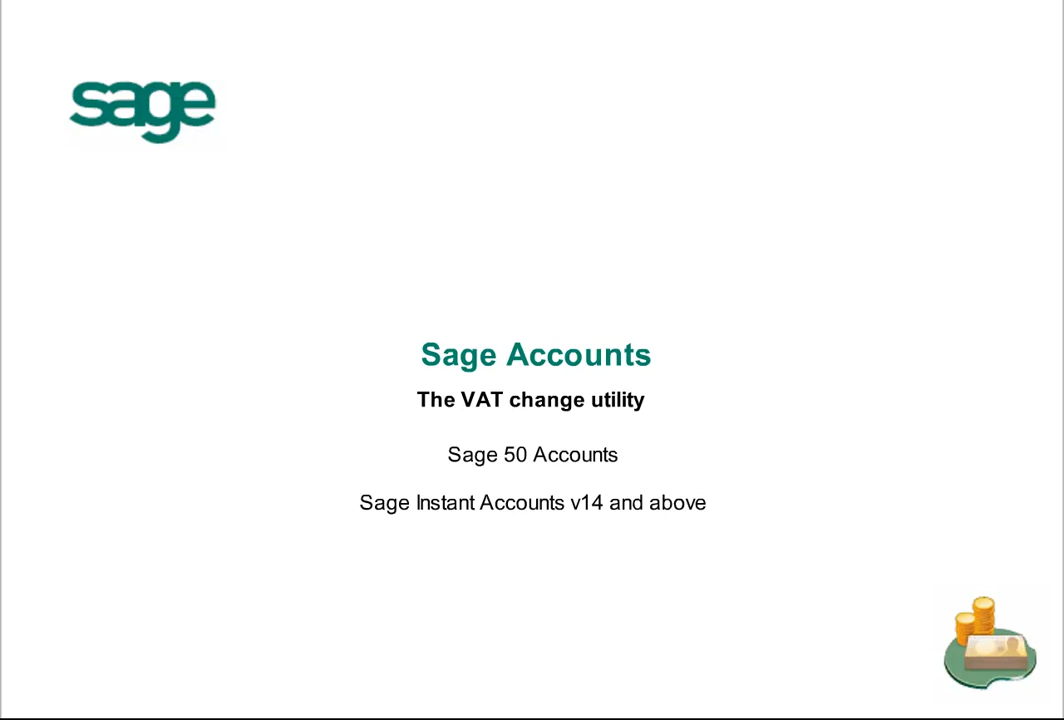 sage
Sage Accounts
The VAT change utility
Sage 50 Accounts
Sage Instant Accounts v14 and above